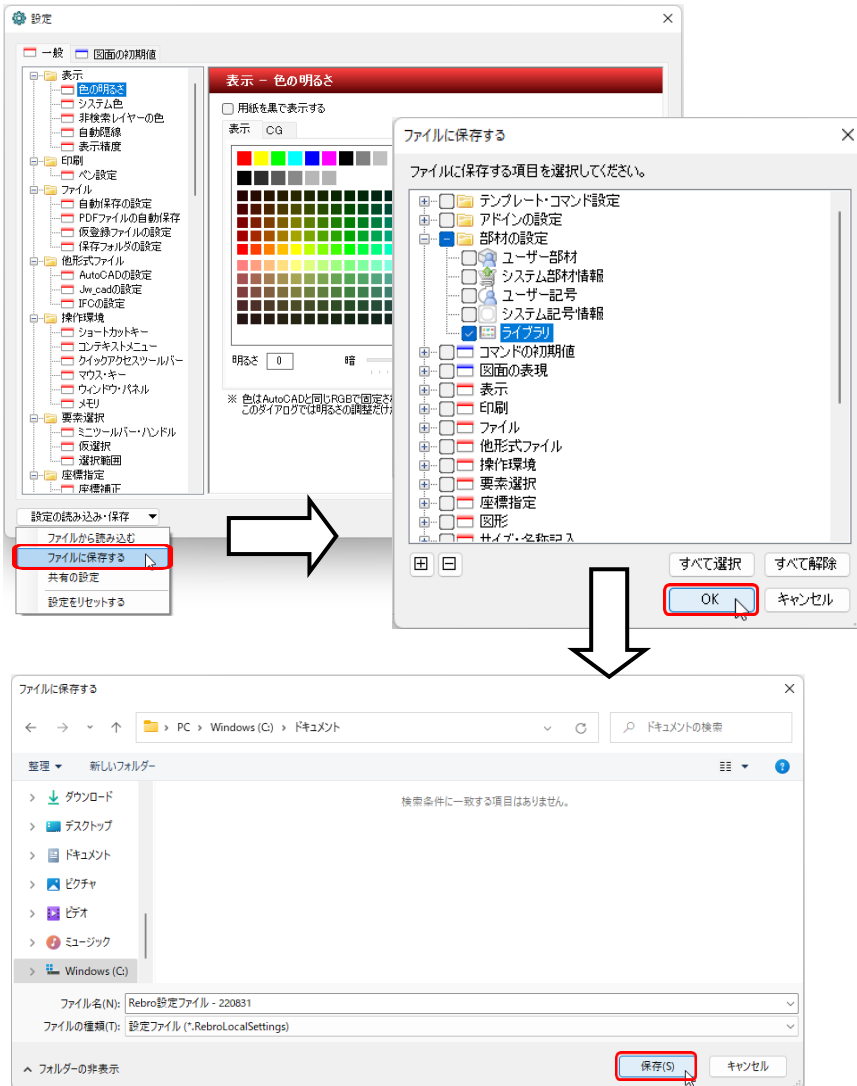 設定
一般
図面の初期値
表示
色の明るさ
システム色
非検索レイヤーの色
自動隠線
表示精度
印刷
ペン設定
ファイル
自動保存の設定
PDFファイルの自動保存
仮登録ファイルの設定
保存フォルダの設定
他形式ファイル
AutoCADの設定
Jw_cadの設定
IFCの設定
操作環境
ショートカットキー
コンテキストメニュー
クイックアクセスツールバー
マウス・キー
ウィンドウ・パネル
メモリ
要素選択
ミニツールバー・ハンドル
仮選択
選択範囲
座標指定
座標補正
表示 - 色の明るさ
用紙を黒で表示する
表示 CG
明るさ 0 暗
※ 色はAutoCADと同じRGBで固定され
このダイアログでは明るさの調整だけ
設定の読み込み・保存
ファイルから読み込む
ファイルに保存する
共有の設定
設定をリセットする
ファイルに保存する
ファイルに保存する項目を選択してください。
テンプレート・コマンド設定
アドインの設定
部材の設定
ユーザー部材
システム部材情報
ユーザー記号
システム記号情報
ライブラリ
コマンドの初期値
図面の表現
表示
印刷
ファイル
他形式ファイル
操作環境
要素選択
座標指定
図形
サイズ・名称記入
すべて選択 すべて解除
OK キャンセル
ファイルに保存する
PC › Windows (C:) › ドキュメント
ドキュメントの検索
整理 新しいフォルダー
ダウンロード
デスクトップ
ドキュメント
ピクチャ
ビデオ
ミュージック
Windows (C:)
検索条件に一致する項目はありません。
ファイル名(N): Rebro設定ファイル - 220831
ファイルの種類(T): 設定ファイル (*.RebroLocalSettings)
フォルダーの非表示
保存(S) キャンセル